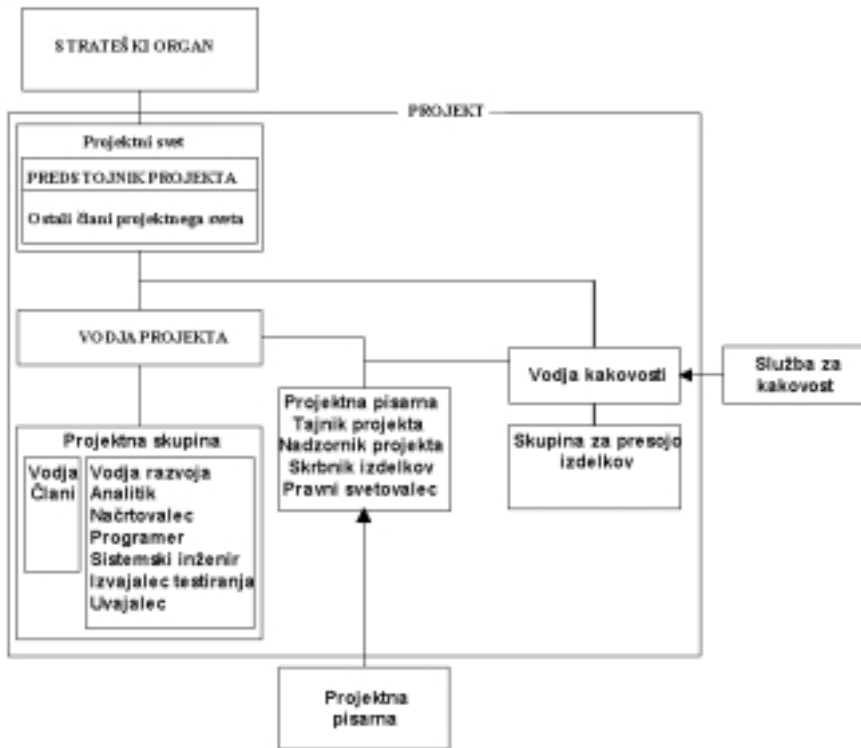 STRATEŠKI ORGAN
PROJEKT
Projektni svet
PREDSTOJNIK PROJEKTA
Ostali člani projektnega sveta
VODJA PROJEKTA
Vodja kakovosti
Služba za
kakovost
Projektna pisarna
Tajnik projekta
Nadzornik projekta
Skrbnik izdelkov
Pravni svetovalec
Skupina za presojo
izdelkov
Projektna skupina
Vodja
Člani
Vodja razvoja
Analitik
Načrtovalec
Programer
Sistemski inženir
Izvajalec testiranja
Uvajalec
Projektna
pisarna